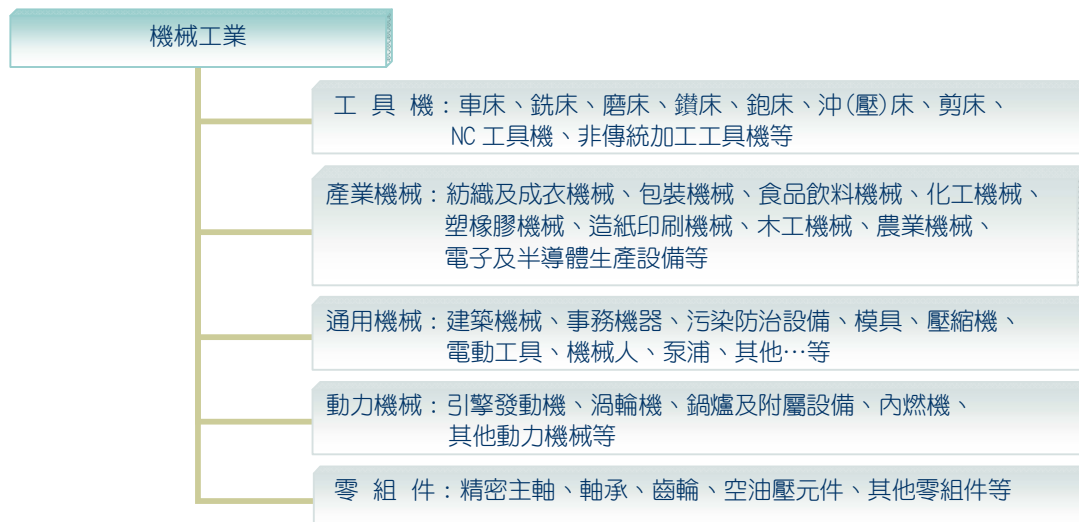 機械工業
工 具 機：車床、銑床、磨床、鑽床、鉋床、沖(壓)床、剪床、
NC 工具機、非傳統加工工具機等
產業機械：紡織及成衣機械、包裝機械、食品飲料機械、化工機械、
塑橡膠機械、造紙印刷機械、木工機械、農業機械、
電子及半導體生產設備等
通用機械：建築機械、事務機器、污染防治設備、模具、壓縮機、
電動工具、機械人、泵浦、其他…等
動力機械：引擎發動機、渦輪機、鍋爐及附屬設備、內燃機、
其他動力機械等
零 組 件：精密主軸、軸承、齒輪、空油壓元件、其他零組件等